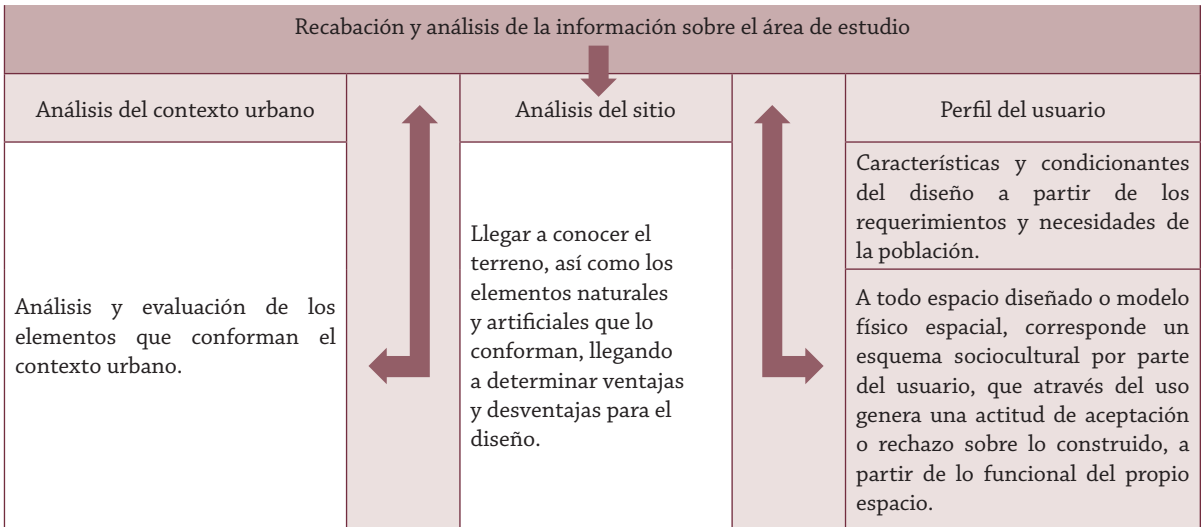 Recabación y análisis de la información sobre el área de estudio
Análisis del contexto urbano
Análisis y evaluación de los
elementos que conforman el
contexto urbano.
Análisis del sitio
Llegar a conocer el
terreno, así como los
elementos naturales
y artificiales que lo
conforman, llegando
a determinar ventajas
y desventajas para el
diseño.
Perfil del usuario
Características y condicionantes
del diseño a partir de los
requerimientos y necesidades de
la población.
A todo espacio diseñado o modelo
físico espacial, corresponde un
esquema sociocultural por parte
del usuario, que através del uso
genera una actitud de aceptación
o rechazo sobre lo construido, a
partir de lo funcional del propio
espacio.